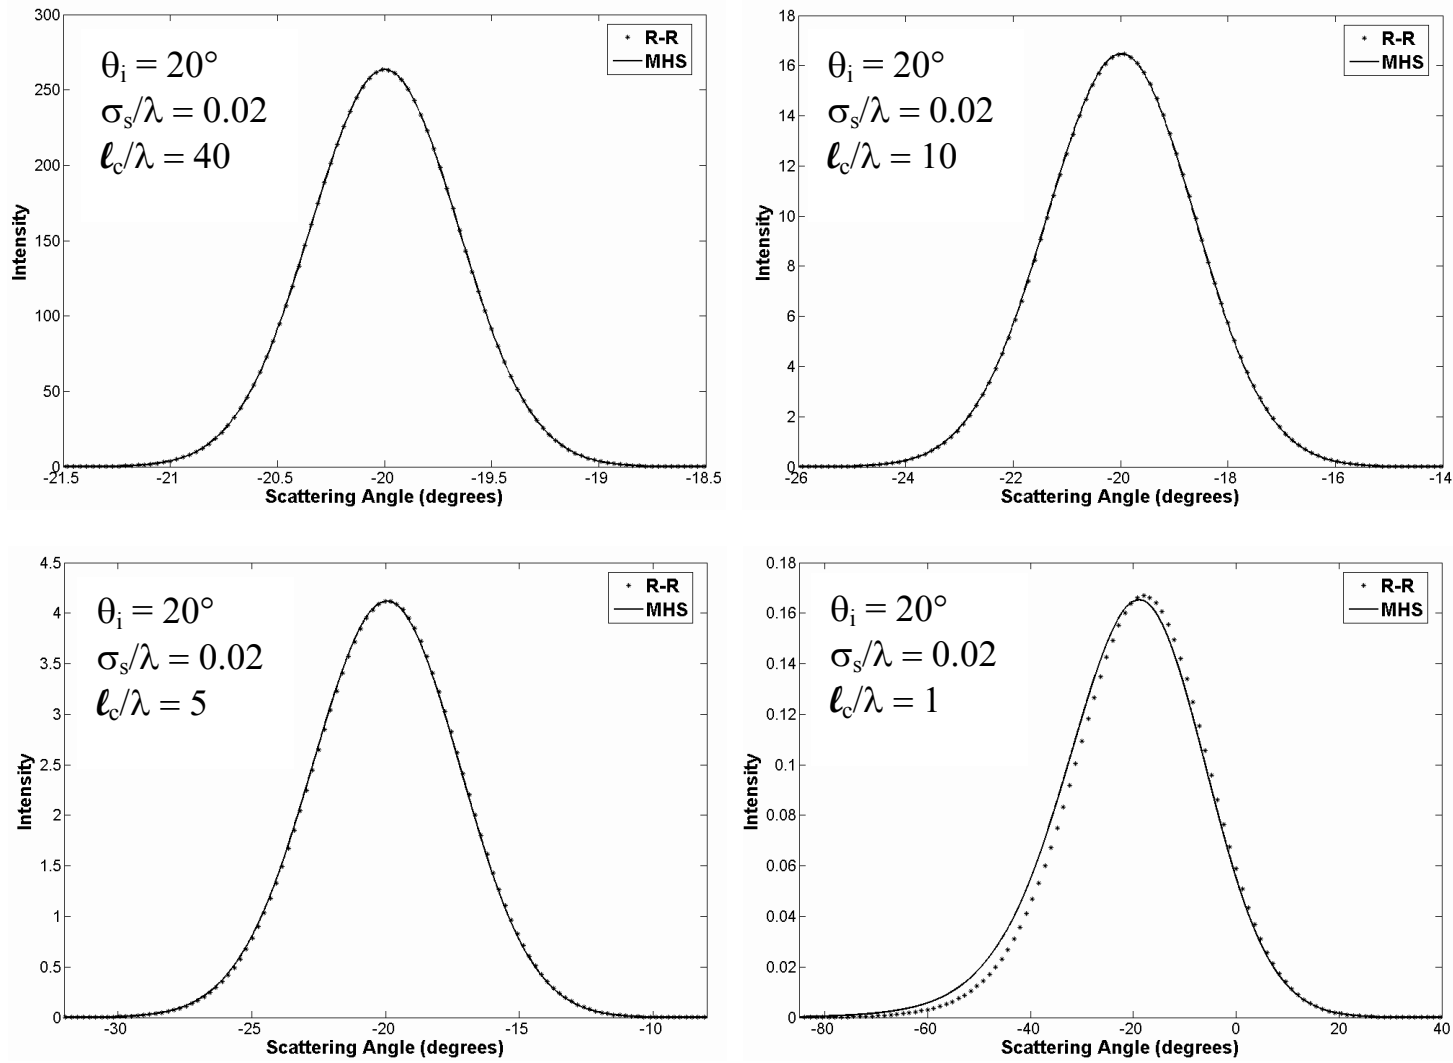 300
250
200
150
100
50
0
Intensity
θi = 20°
σs/λ = 0.02
ℓc/λ = 40
R-R
MHS
-21.5 -21 -20.5 -20 -19.5 -19 -18.5
Scattering Angle (degrees)
18
16
14
12
10
8
6
4
2
0
Intensity
θi = 20°
σs/λ = 0.02
ℓc/λ = 10
R-R
MHS
-26 -24 -22 -20 -18 -16 -14
Scattering Angle (degrees)
4.5
4
3.5
3
2.5
2
1.5
1
0.5
0
Intensity
θi = 20°
σs/λ = 0.02
ℓc/λ = 5
R-R
MHS
-30 -25 -20 -15 -10
Scattering Angle (degrees)
0.18
0.16
0.14
0.12
0.1
0.08
0.06
0.04
0.02
0
Intensity
θi = 20°
σs/λ = 0.02
ℓc/λ = 1
R-R
MHS
-80 -60 -40 -20 0 20 40
Scattering Angle (degrees)